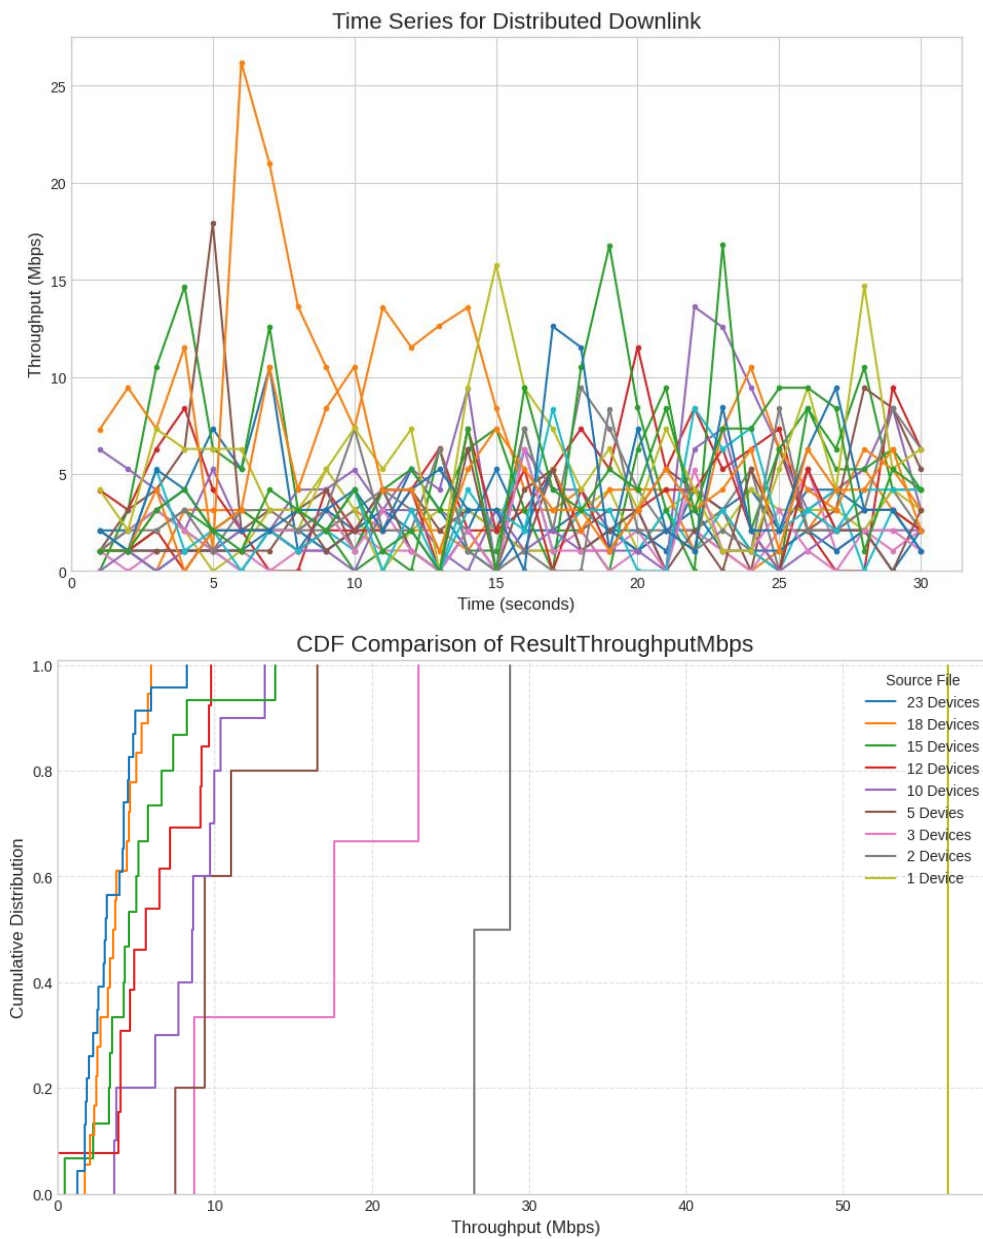 Time Series for Distributed Downlink
25
20
15
10
5
0
Throughput (Mbps)
0 5 10 15 20 25 30
Time (seconds)
CDF Comparison of ResultThroughputMbps
1.0
0.8
0.6
0.4
0.2
0.0
Cumulative Distribution
Source File
23 Devices
18 Devices
15 Devices
12 Devices
10 Devices
5 Devies
3 Devices
2 Devices
1 Device
0 10 20 30 40 50
Throughput (Mbps)